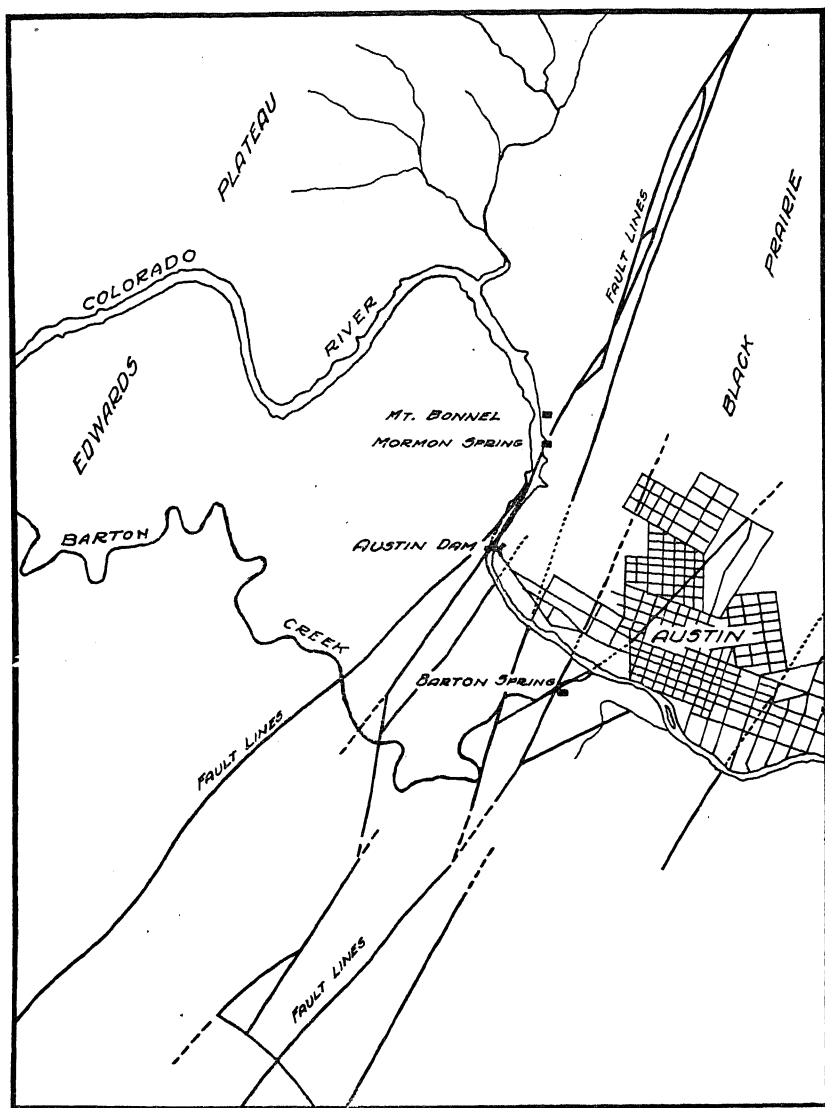 PLATEAU
FAULT LINES
PRAIRIE
COLORADO
RIVER
BLACK
EDWARDS
MT. BONNEL
MORMON SPRING
BARTON
AUSTIN DAM
CREEK
AUSTIN
BARTON SPRING
FAULT LINES
FAULT LINES